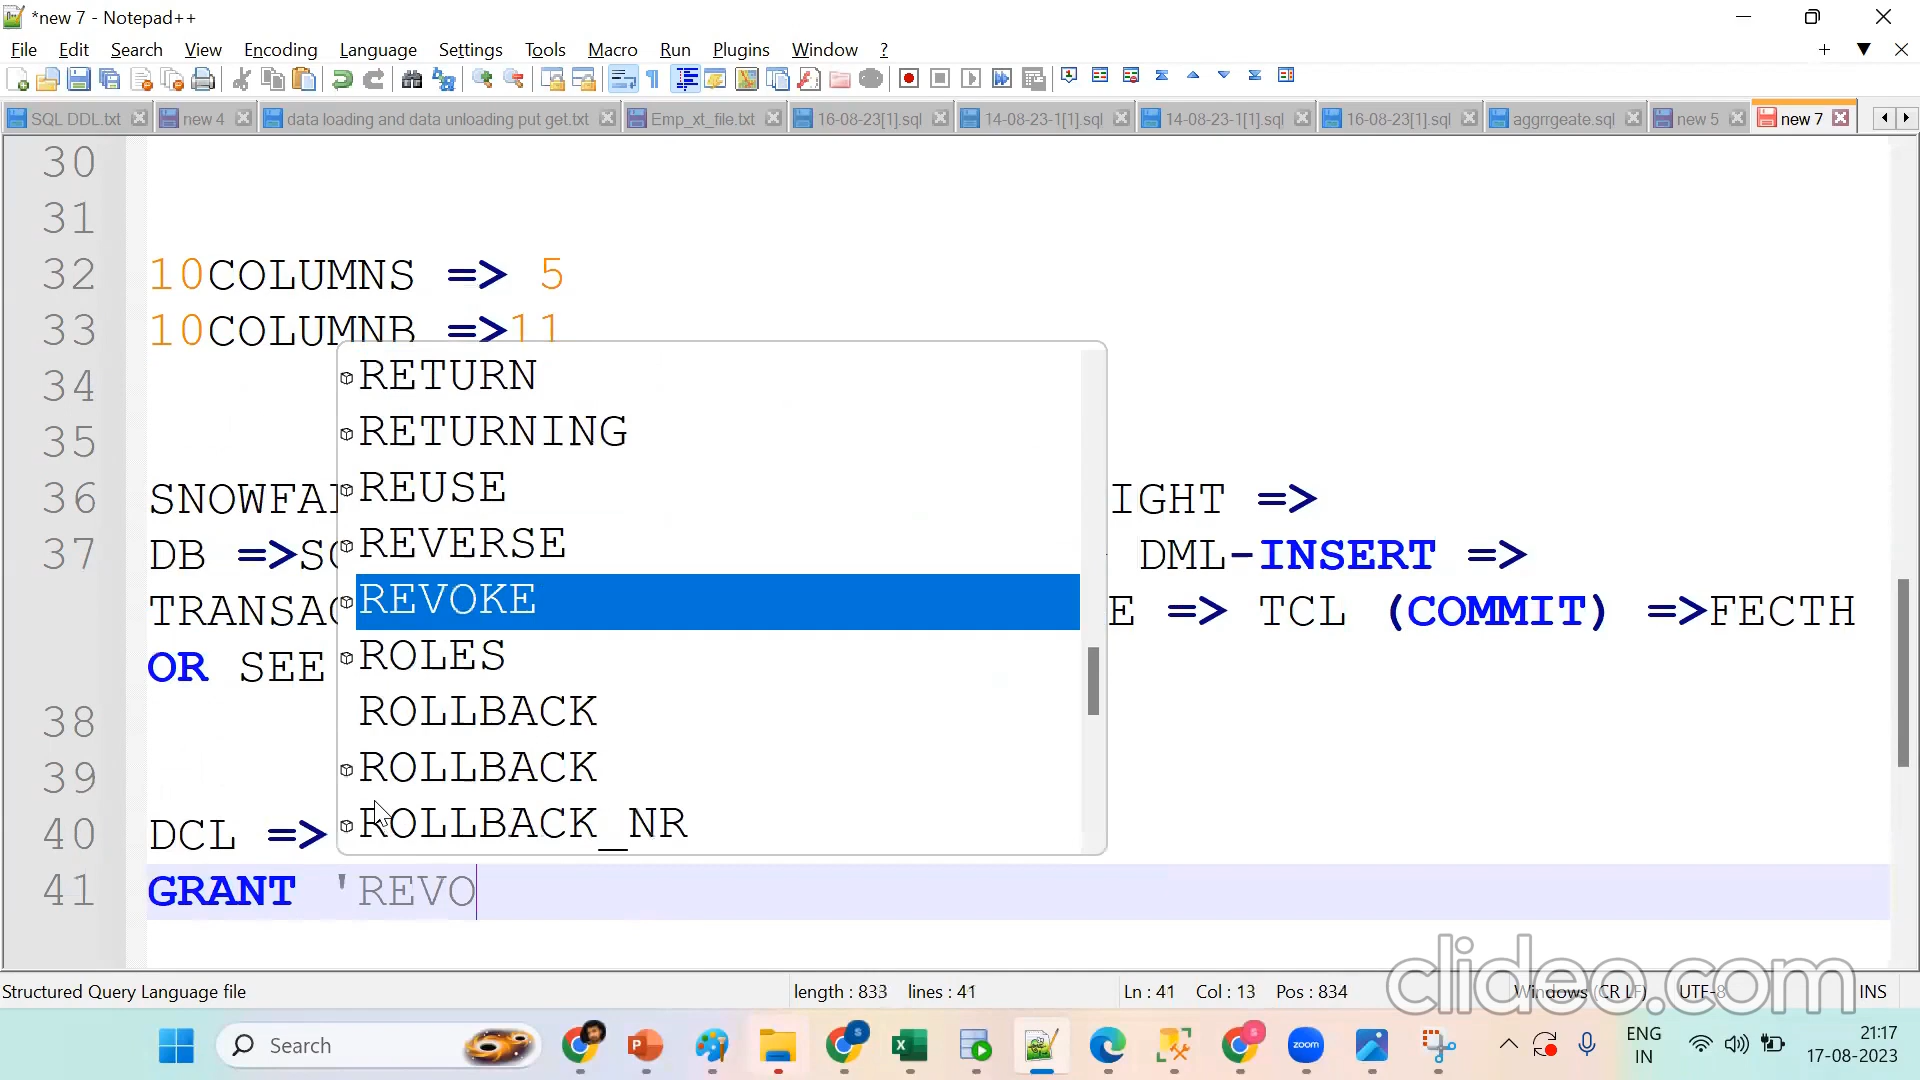 *new 7 - Notepad++
File Edit Search View Encoding Language Settings Tools Macro Run Plugins Window ?
SQL DDL.txt new 4 data loading and data unloading put get.txt Emp_xt_file.txt 16-08-23[1].sql 14-08-23-1[1].sql 14-08-23-1[1].sql 16-08-23[1].sql aggrrgeate.sql new 5 new 7
30
31
32 10COLUMNS => 5
33 10COLUMNB =>11
34
35
36 SNOWFA IGHT =>
37 DB =>SC DML-INSERT =>
TRANSAC E => TCL (COMMIT) =>FECTH
OR SEE
38
39
40 DCL =>
41 GRANT 'REVO
RETURN
RETURNING
REUSE
REVERSE
REVOKE
ROLES
ROLLBACK
ROLLBACK
ROLLBACK_NR
clideo.com
Structured Query Language file length : 833 lines : 41 Ln : 41 Col : 13 Pos : 834 Windows (CR LF) UTF-8 INS
Search
P
S
X
S
zoom
ENG
IN
21:17
17-08-2023